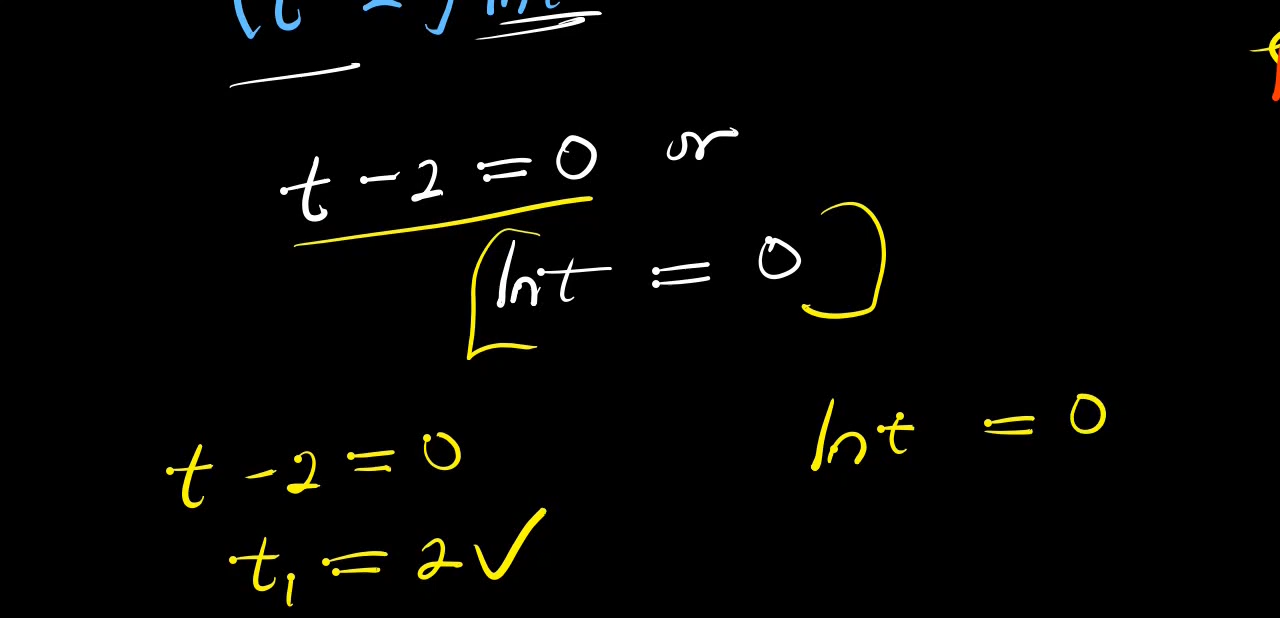 t - 2 = 0 or
ln t = 0
t - 2 = 0
t₁ = 2 ✓
ln t = 0